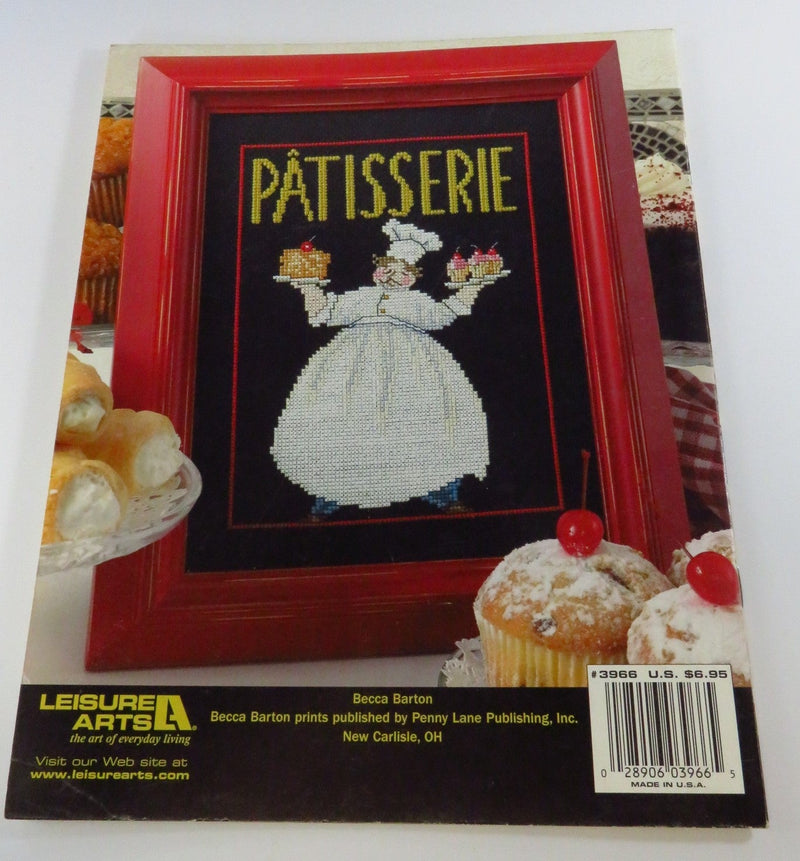 PÂTISSERIE
LEISURE
ARTS
the art of everyday living
Visit our Web site at
www.leisurearts.com
Becca Barton
Becca Barton prints published by Penny Lane Publishing, Inc.
New Carlisle, OH
#3966 U.S. $6.95
0 28906 03966 5
MADE IN U.S.A.